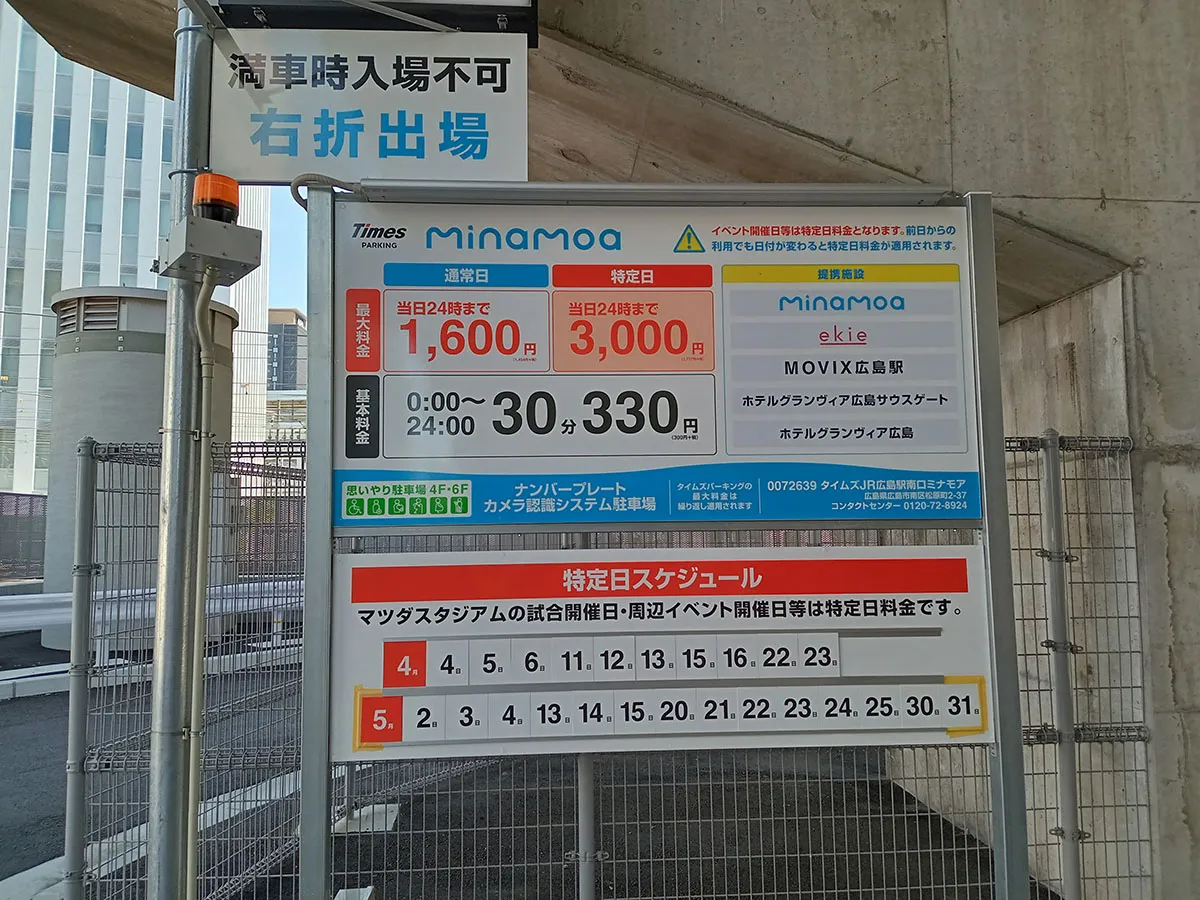 満車時入場不可
右折出場
Times
PARKING
minamoa
イベント開催日等は特定日料金となります。前日からの
利用でも日付が変わると特定日料金が適用されます。
通常日
特定日
提携施設
最大料金
当日24時まで
1,600円
当日24時まで
3,000円
基本料金
0:00〜
24:00
30分330円
(300円+税)
minamoa
ekie
MOVIX広島駅
ホテルグランヴィア広島サウスゲート
ホテルグランヴィア広島
思いやり駐車場 4F・6F
ナンバープレート
カメラ認識システム駐車場
タイムズパーキングの
最大料金は
繰り返し適用されます
0072639 タイムズJR広島駅南口ミナモア
広島県広島市南区松原町2-37
コンタクトセンター 0120-72-8924
特定日スケジュール
マツダスタジアムの試合開催日・周辺イベント開催日等は特定日料金です。
4月 4日 5日 6日 11日 12日 13日 15日 16日 22日 23日
5月 2日 3日 4日 13日 14日 15日 20日 21日 22日 23日 24日 25日 30日 31日